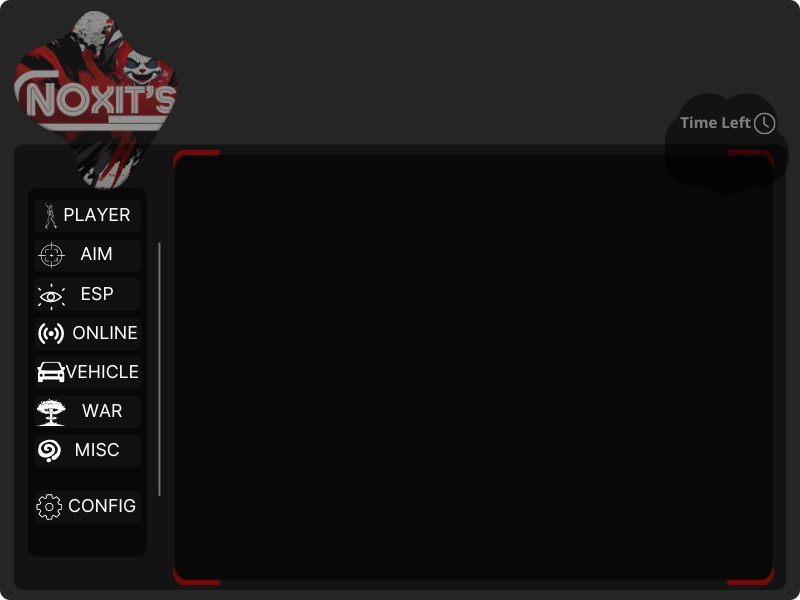 NOXIT'S
Time Left
PLAYER
AIM
ESP
ONLINE
VEHICLE
WAR
MISC
CONFIG